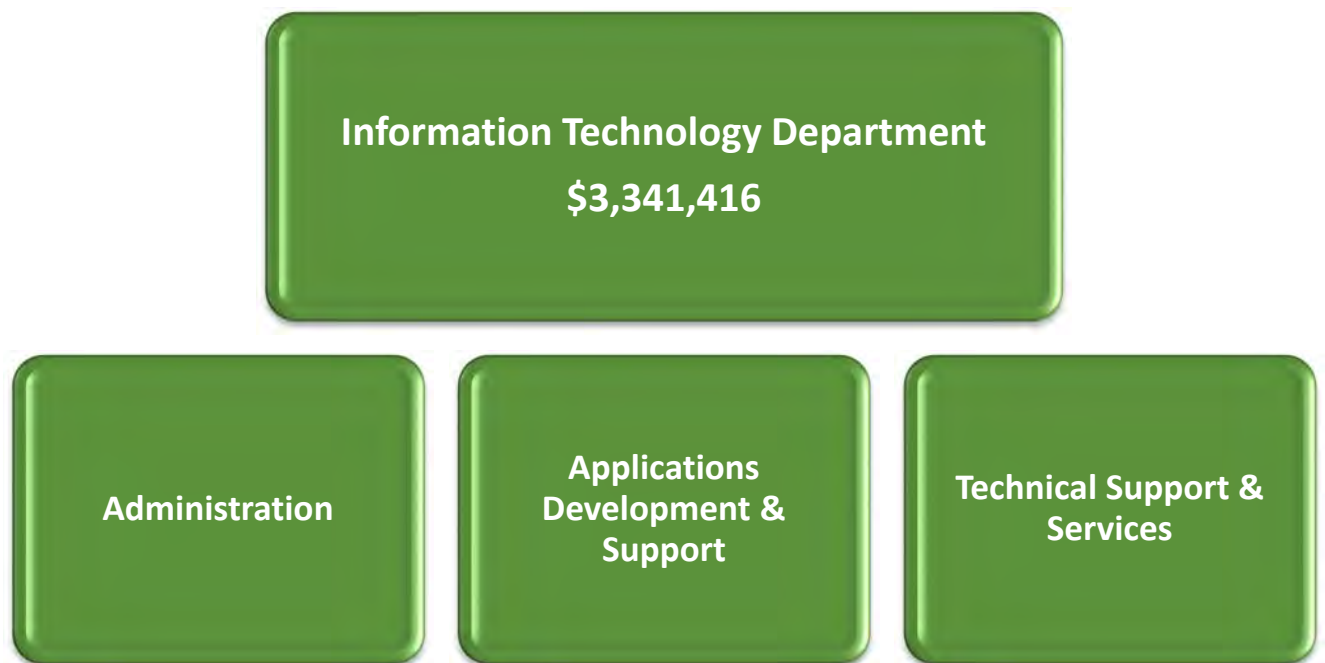 Information Technology Department
$3,341,416
Administration
Applications
Development &
Support
Technical Support &
Services